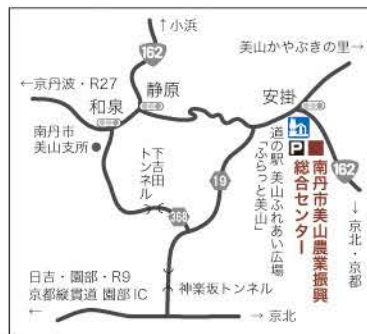 ↑小浜
162
美山かやぶきの里→
←京丹波・R27
静原
安掛
和泉
南丹市
美山支所
下吉田
トンネル
19
368
P
道の駅 美山ふれあい広場
「ふらっと美山」
南丹市美山農業振興
総合センター
162
→京北・京都
日吉・園部・R9
京都縦貫道 園部IC
←
神楽坂トンネル
→京北